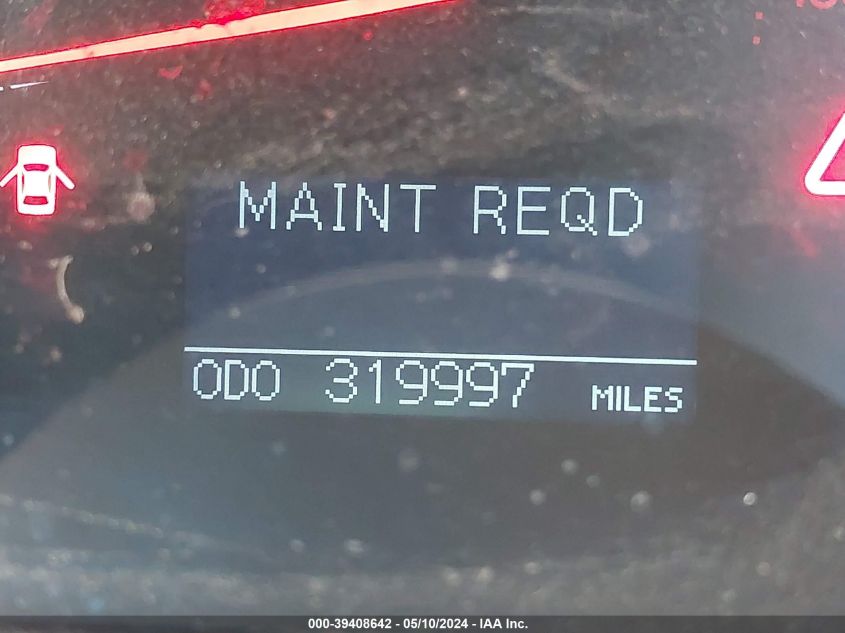 MAINT REQD
ODO 319997 MILES
000-39408642 - 05/10/2024 - IAA Inc.